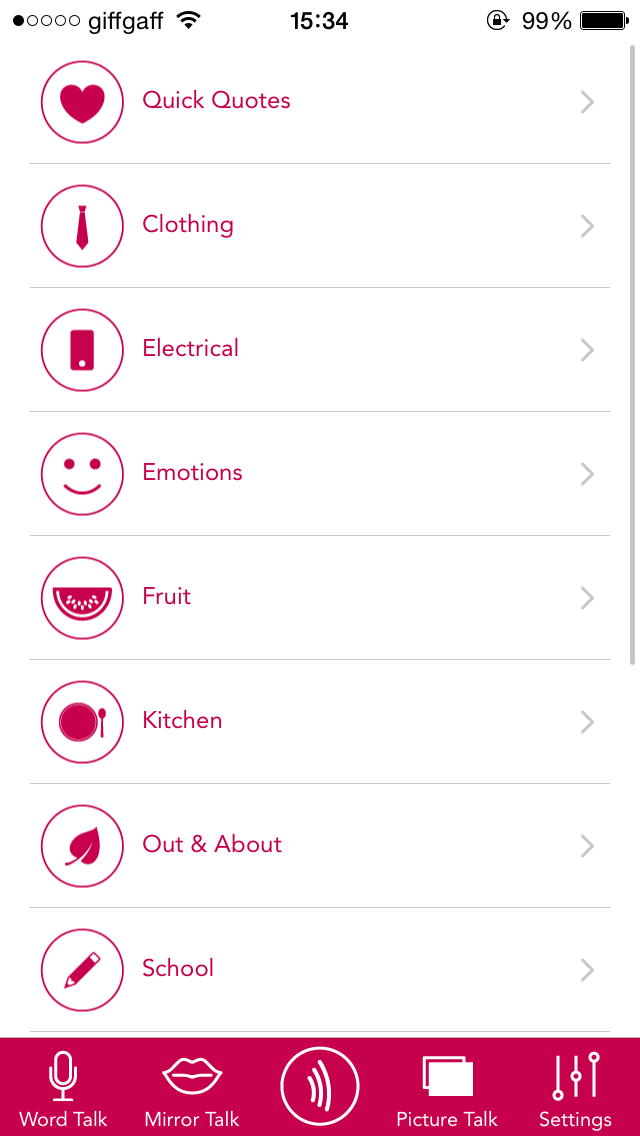 giffgaff 15:34 99%
Quick Quotes
Clothing
Electrical
Emotions
Fruit
Kitchen
Out & About
School
Word Talk Mirror Talk Picture Talk Settings